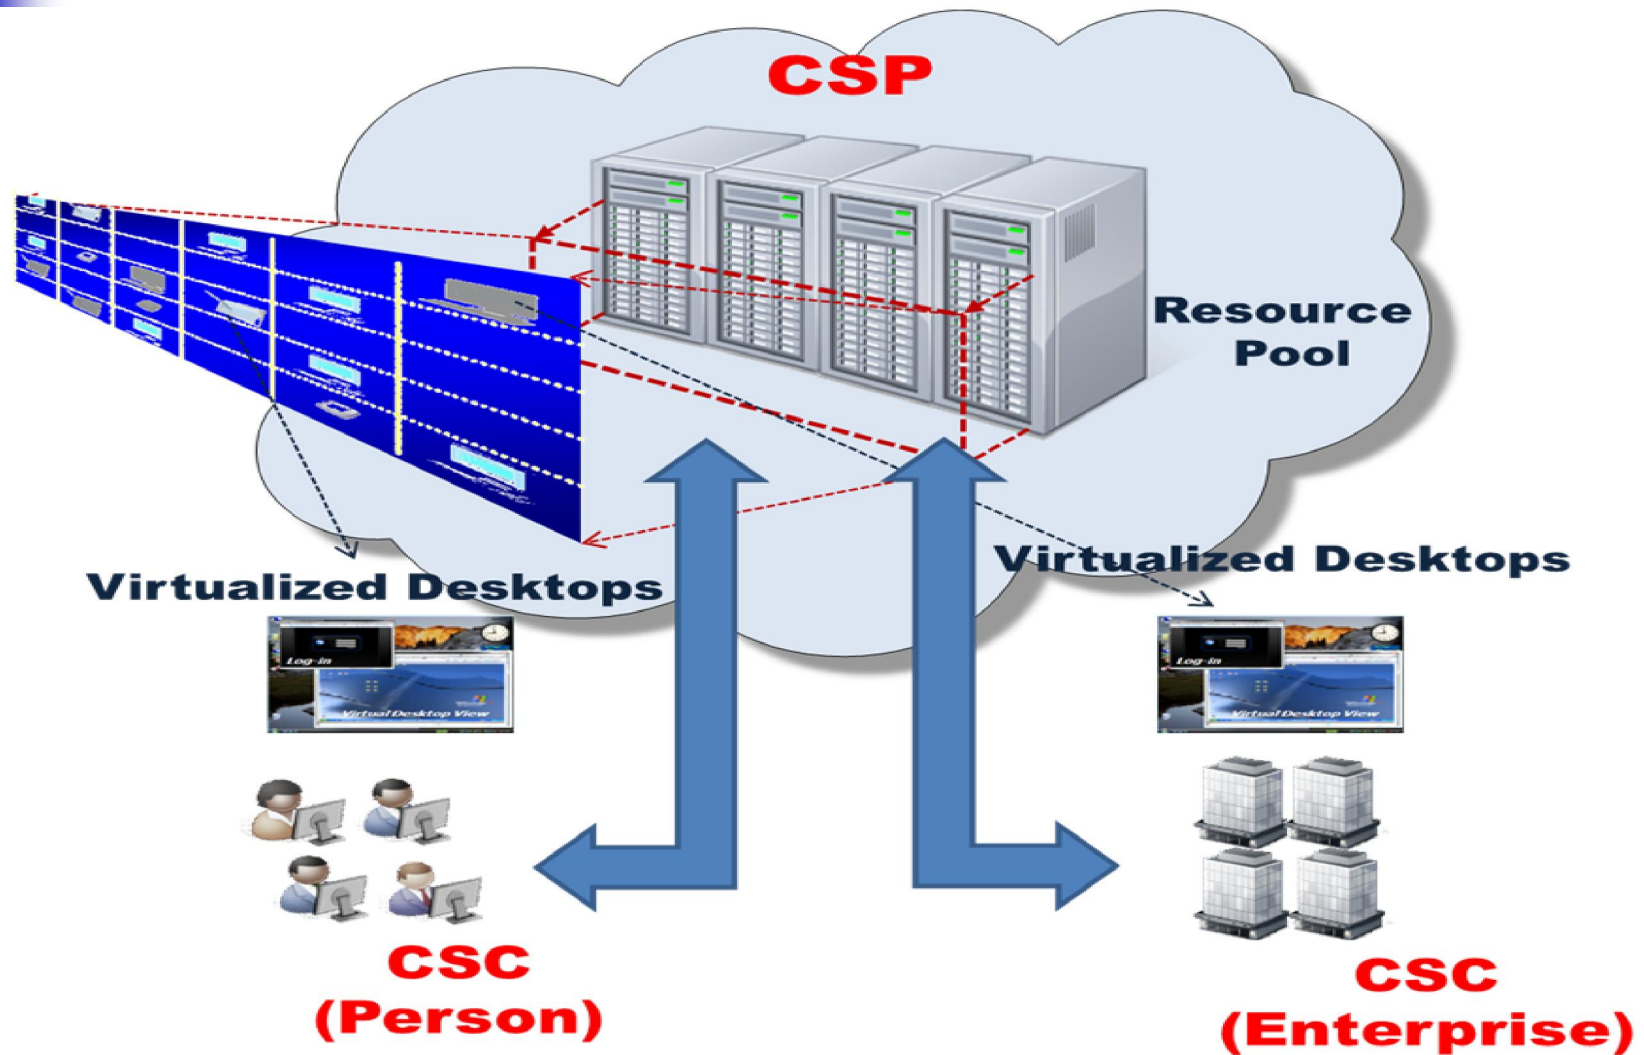 CSP
Resource
Pool
Virtualized Desktops
Virtualized Desktops
Log-in
Virtual Desktop View
Log-in
Virtual Desktop View
CSC
(Person)
CSC
(Enterprise)